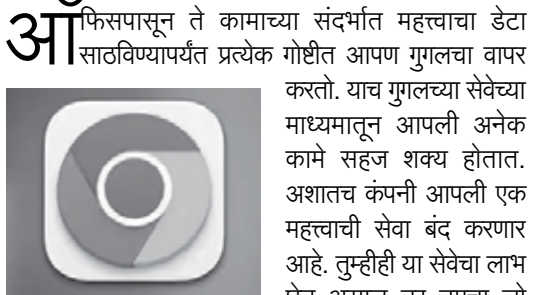 ऑफिसपासून ते कामाच्या संदर्भात महत्त्वाचा डेटा
साठविण्यापर्यंत प्रत्येक गोष्टीत आपण गुगलचा वापर
करतो. याच गुगलच्या सेवेच्या
माध्यमातून आपली अनेक
कामे सहज शक्य होतात.
अशातच कंपनी आपली एक
महत्त्वाची सेवा बंद करणार
आहे. तुम्हीही या सेवेचा लाभ